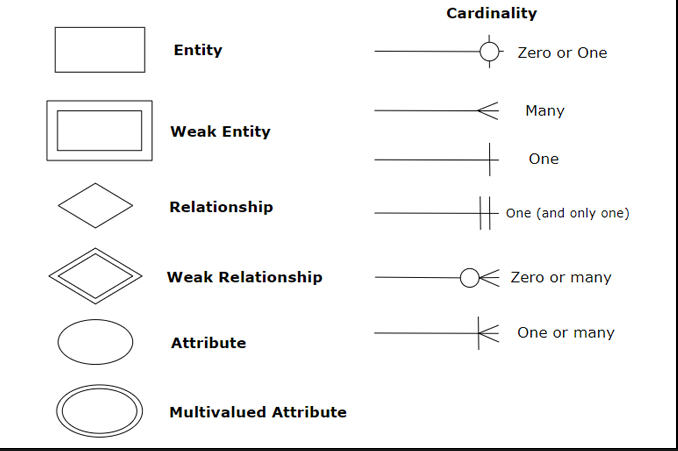 Cardinality
Entity
Zero or One
Many
Weak Entity
One
Relationship
One (and only one)
Weak Relationship
Zero or many
Attribute
One or many
Multivalued Attribute